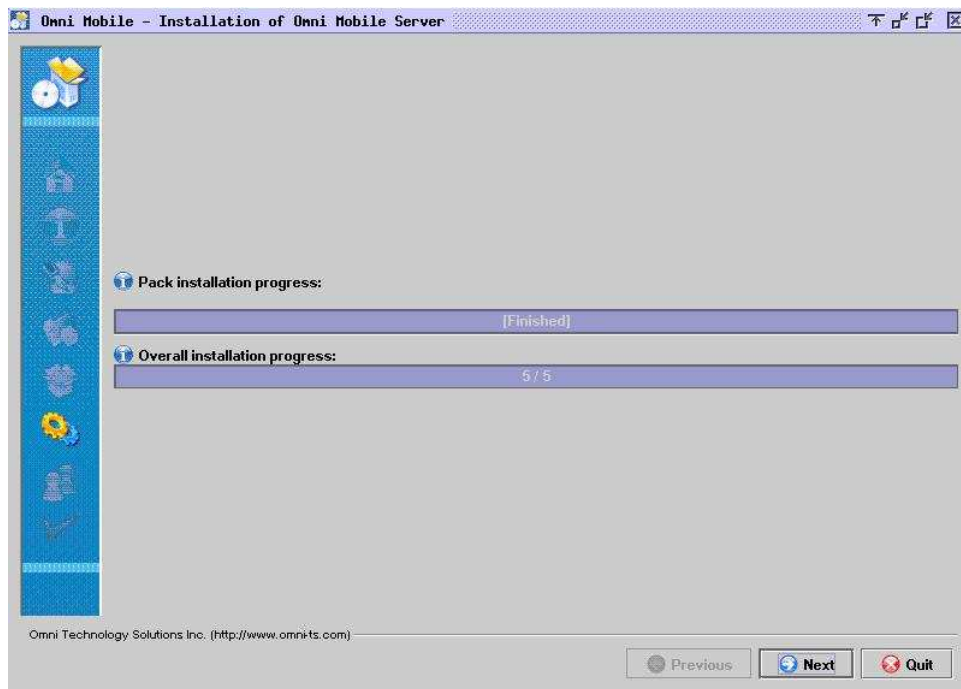 Omni Mobile - Installation of Omni Mobile Server
Pack installation progress:
[Finished]
Overall installation progress:
5 / 5
Omni Technology Solutions Inc. (http://www.omni-ts.com)
Previous
Next
Quit